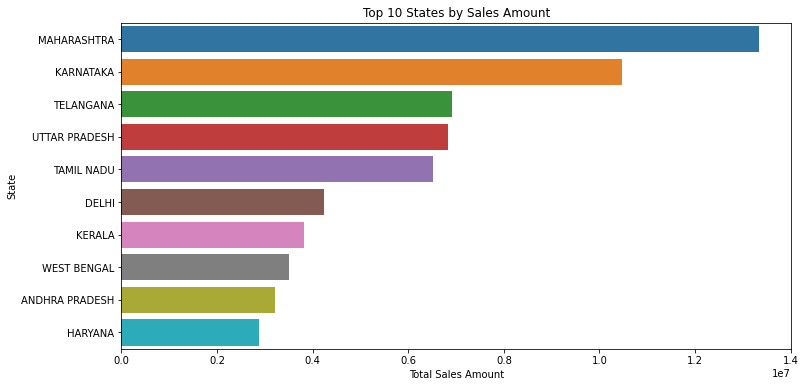 Top 10 States by Sales Amount
State
MAHARASHTRA
KARNATAKA
TELANGANA
UTTAR PRADESH
TAMIL NADU
DELHI
KERALA
WEST BENGAL
ANDHRA PRADESH
HARYANA
0.0 0.2 0.4 0.6 0.8 1.0 1.2 1.4
1e7
Total Sales Amount